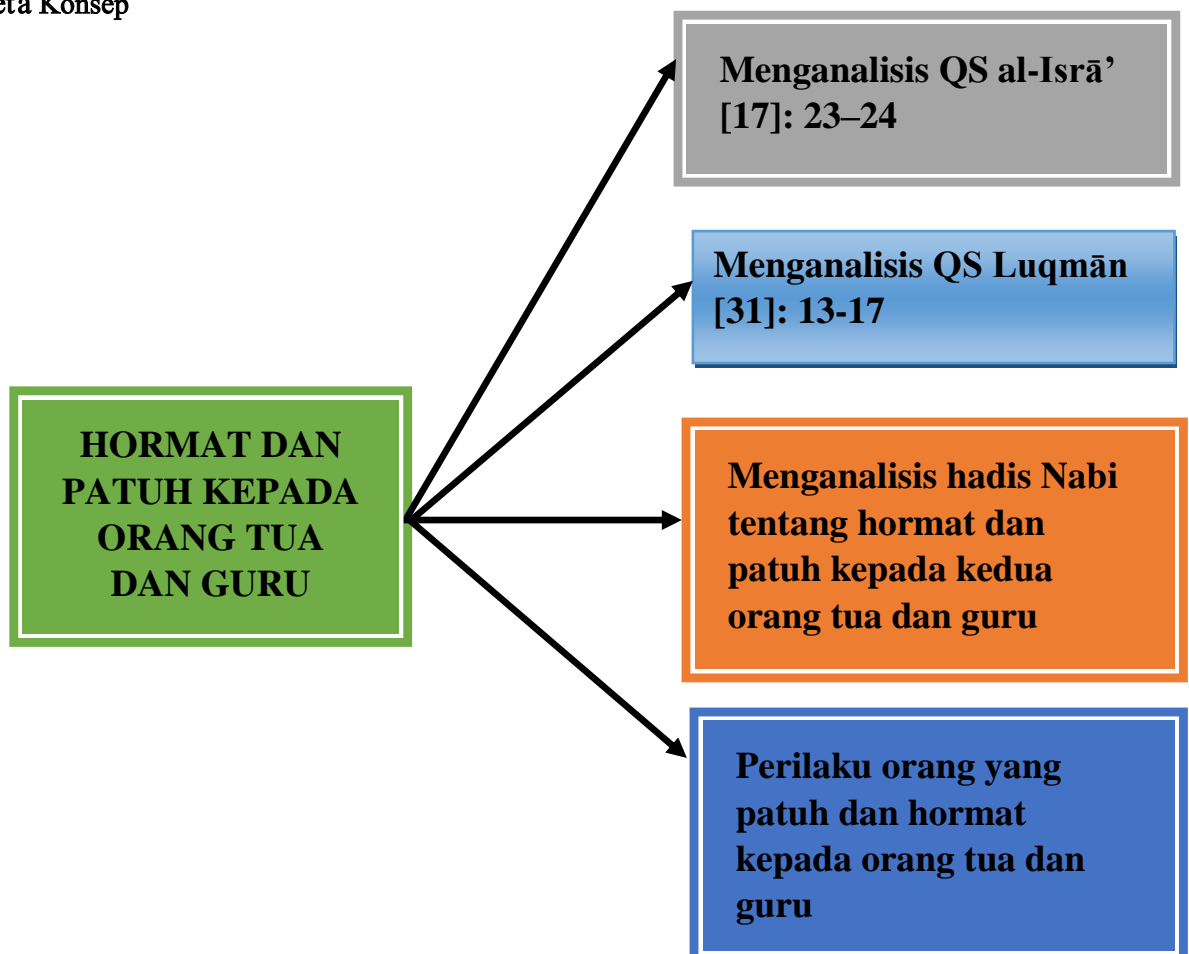 eta Konsep
Menganalisis QS al-Isrā’
[17]: 23–24
Menganalisis QS Luqmān
[31]: 13-17
HORMAT DAN
PATUH KEPADA
ORANG TUA
DAN GURU
Menganalisis hadis Nabi
tentang hormat dan
patuh kepada kedua
orang tua dan guru
Perilaku orang yang
patuh dan hormat
kepada orang tua dan
guru